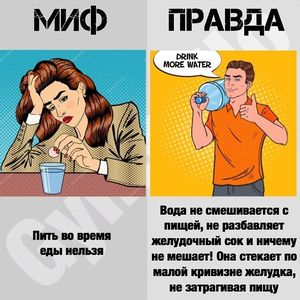 МИФ
ПРАВДА
DRINK
MORE WATER
Пить во время
еды нельзя
Вода не смешивается с
пищей, не разбавляет
желудочный сок и ничему
не мешает! Она стекает по
малой кривизне желудка,
не затрагивая пищу